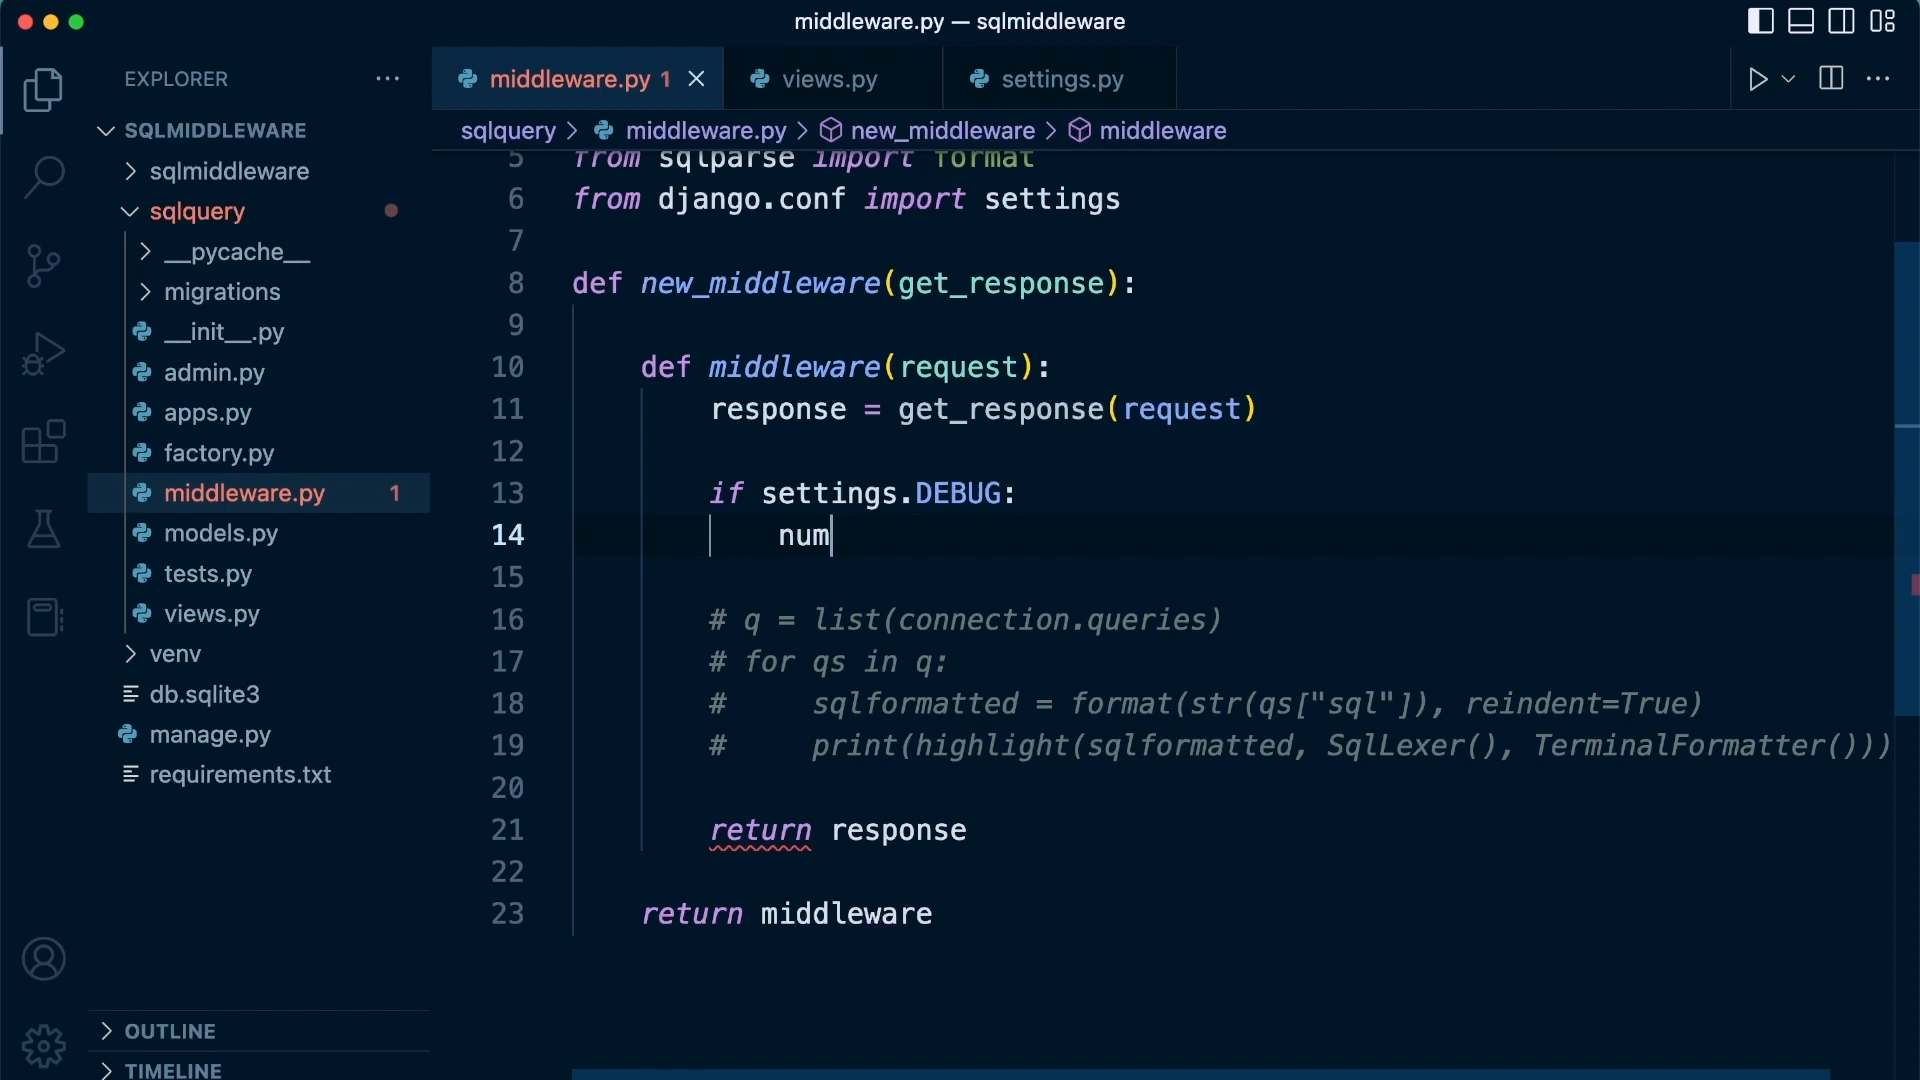 middleware.py — sqlmiddleware
EXPLORER
SQLMIDDLEWARE
sqlmiddleware
sqlquery
__pycache__
migrations
__init__.py
admin.py
apps.py
factory.py
middleware.py 1
models.py
tests.py
views.py
venv
db.sqlite3
manage.py
requirements.txt
OUTLINE
TIMELINE
middleware.py 1 views.py settings.py
sqlquery > middleware.py > new_middleware > middleware
5 from sqlparse import format
6 from django.conf import settings
7
8 def new_middleware(get_response):
9
10 def middleware(request):
11 response = get_response(request)
12
13 if settings.DEBUG:
14 num
15
16 # q = list(connection.queries)
17 # for qs in q:
18 #     sqlformatted = format(str(qs["sql"]), reindent=True)
19 #     print(highlight(sqlformatted, SqlLexer(), TerminalFormatter()))
20
21 return response
22
23 return middleware